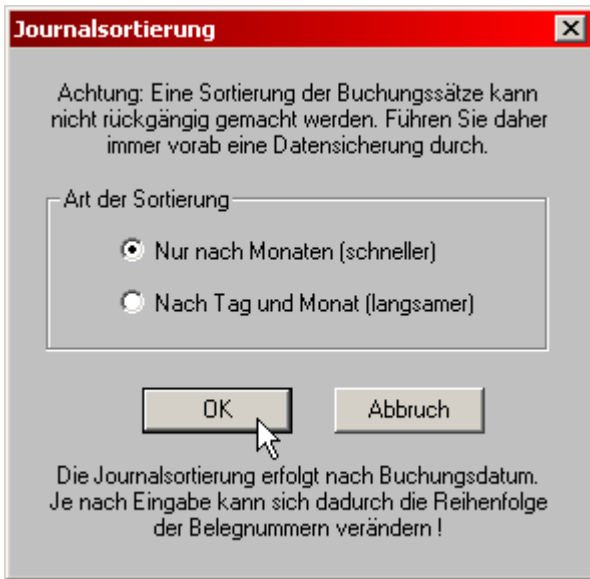 Journalsortierung
Achtung: Eine Sortierung der Buchungssätze kann
nicht rückgängig gemacht werden. Führen Sie daher
immer vorab eine Datensicherung durch.
Art der Sortierung
Nur nach Monaten (schneller)
Nach Tag und Monat (langsamer)
OK
Abbruch
Die Journalsortierung erfolgt nach Buchungsdatum.
Je nach Eingabe kann sich dadurch die Reihenfolge
der Belegnummern verändern !